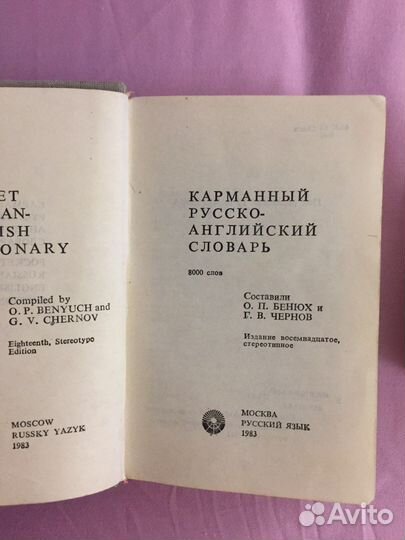 ET
AN-
ISH
ONARY
Compiled by
O. P. BENYUCH and
G. V. CHERNOV
Eighteenth, Stereotype
Edition
MOSCOW
RUSSKY YAZYK
1983
КАРМАННЫЙ
РУССКО-
АНГЛИЙСКИЙ
СЛОВАРЬ
8000 слов
Составили
О. П. БЕНЮХ и
Г. В. ЧЕРНОВ
Издание восемнадцатое,
стереотипное
МОСКВА
РУССКИЙ ЯЗЫК
1983
Avito